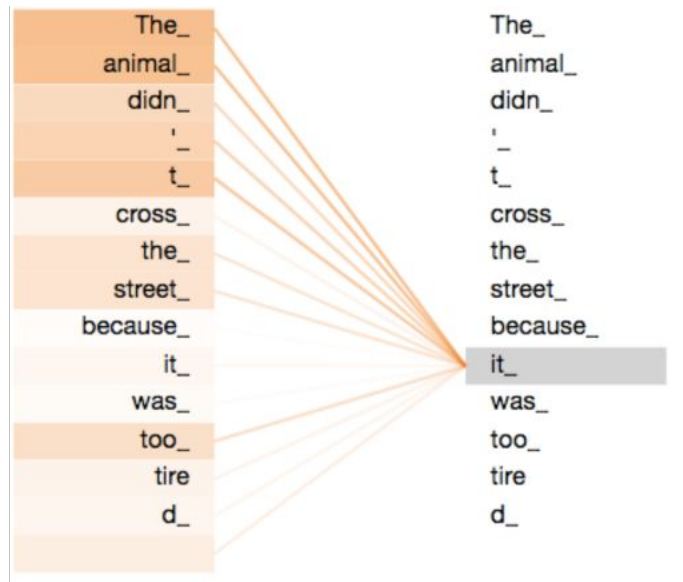 The_ The_
animal_ animal_
didn_ didn_
'_ '_
t_ t_
cross_ cross_
the_ the_
street_ street_
because_ because_
it_ it_
was_ was_
too_ too_
tire tire
d_ d_